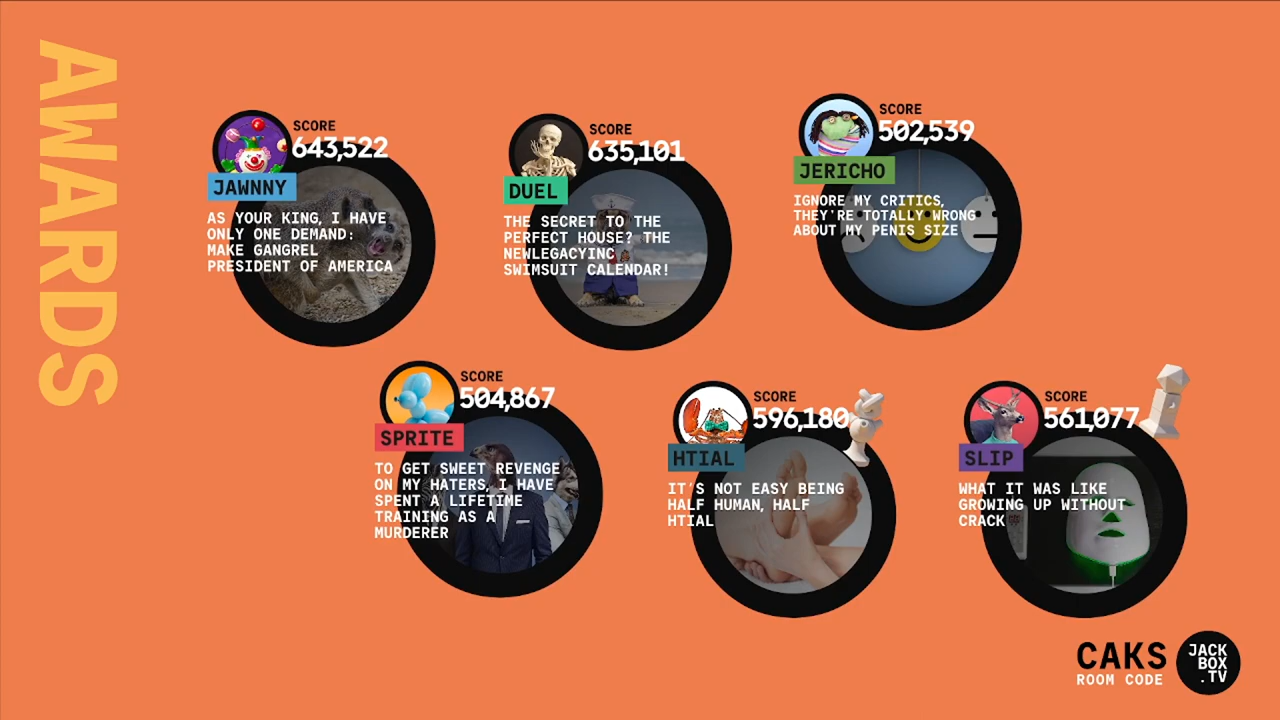 AWARDS
SCORE
643,522
JAWNNY
AS YOUR KING, I HAVE
ONLY ONE DEMAND:
MAKE GANGREL
PRESIDENT OF AMERICA
SCORE
635,101
DUEL
THE SECRET TO THE
PERFECT HOUSE? THE
NEWLEGACYINC
SWIMSUIT CALENDAR!
SCORE
502,539
JERICHO
IGNORE MY CRITICS,
THEY'RE TOTALLY WRONG
ABOUT MY PENIS SIZE
SCORE
504,867
SPRITE
TO GET SWEET REVENGE
ON MY HATERS, I HAVE
SPENT A LIFETIME
TRAINING AS A
MURDERER
SCORE
596,180
HTIAL
IT'S NOT EASY BEING
HALF HUMAN, HALF
HTIAL
SCORE
561,077
SLIP
WHAT IT WAS LIKE
GROWING UP WITHOUT
CRACK
CAKS
ROOM CODE
JACK
BOX
.TV